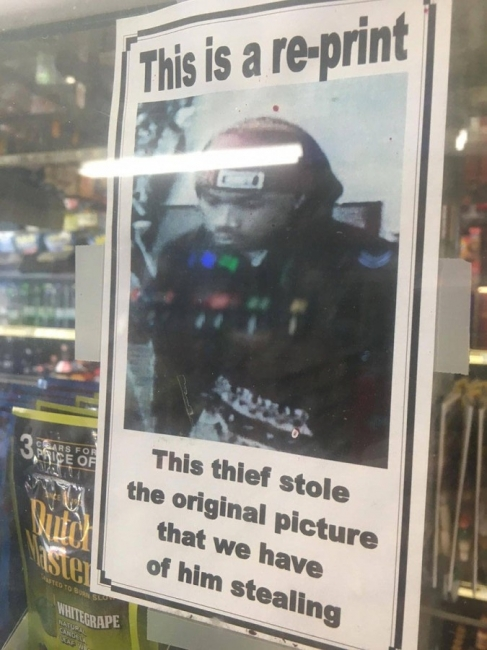 This is a re-print
This thief stole
the original picture
that we have
of him stealing
3 CIGARS FOR
PRICE OF
Dutch
Masters
WHITEGRAPE
NATURAL